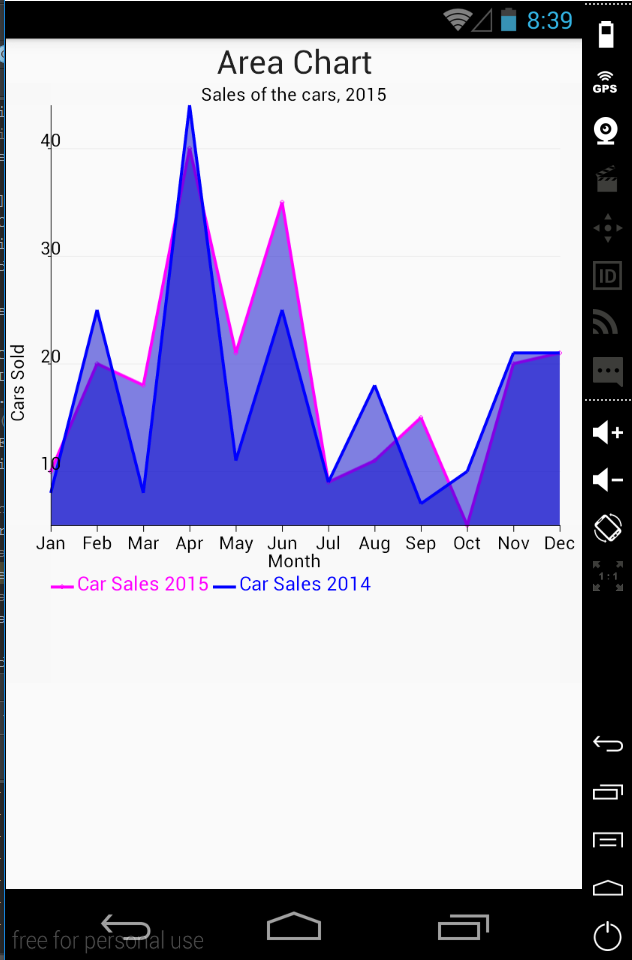 8:39
Area Chart
Sales of the cars, 2015
GPS
40
30
ID
20
Cars Sold
10
Jan Feb Mar Apr May Jun Jul Aug Sep Oct Nov Dec
Month
Car Sales 2015 Car Sales 2014
1:1
free for personal use